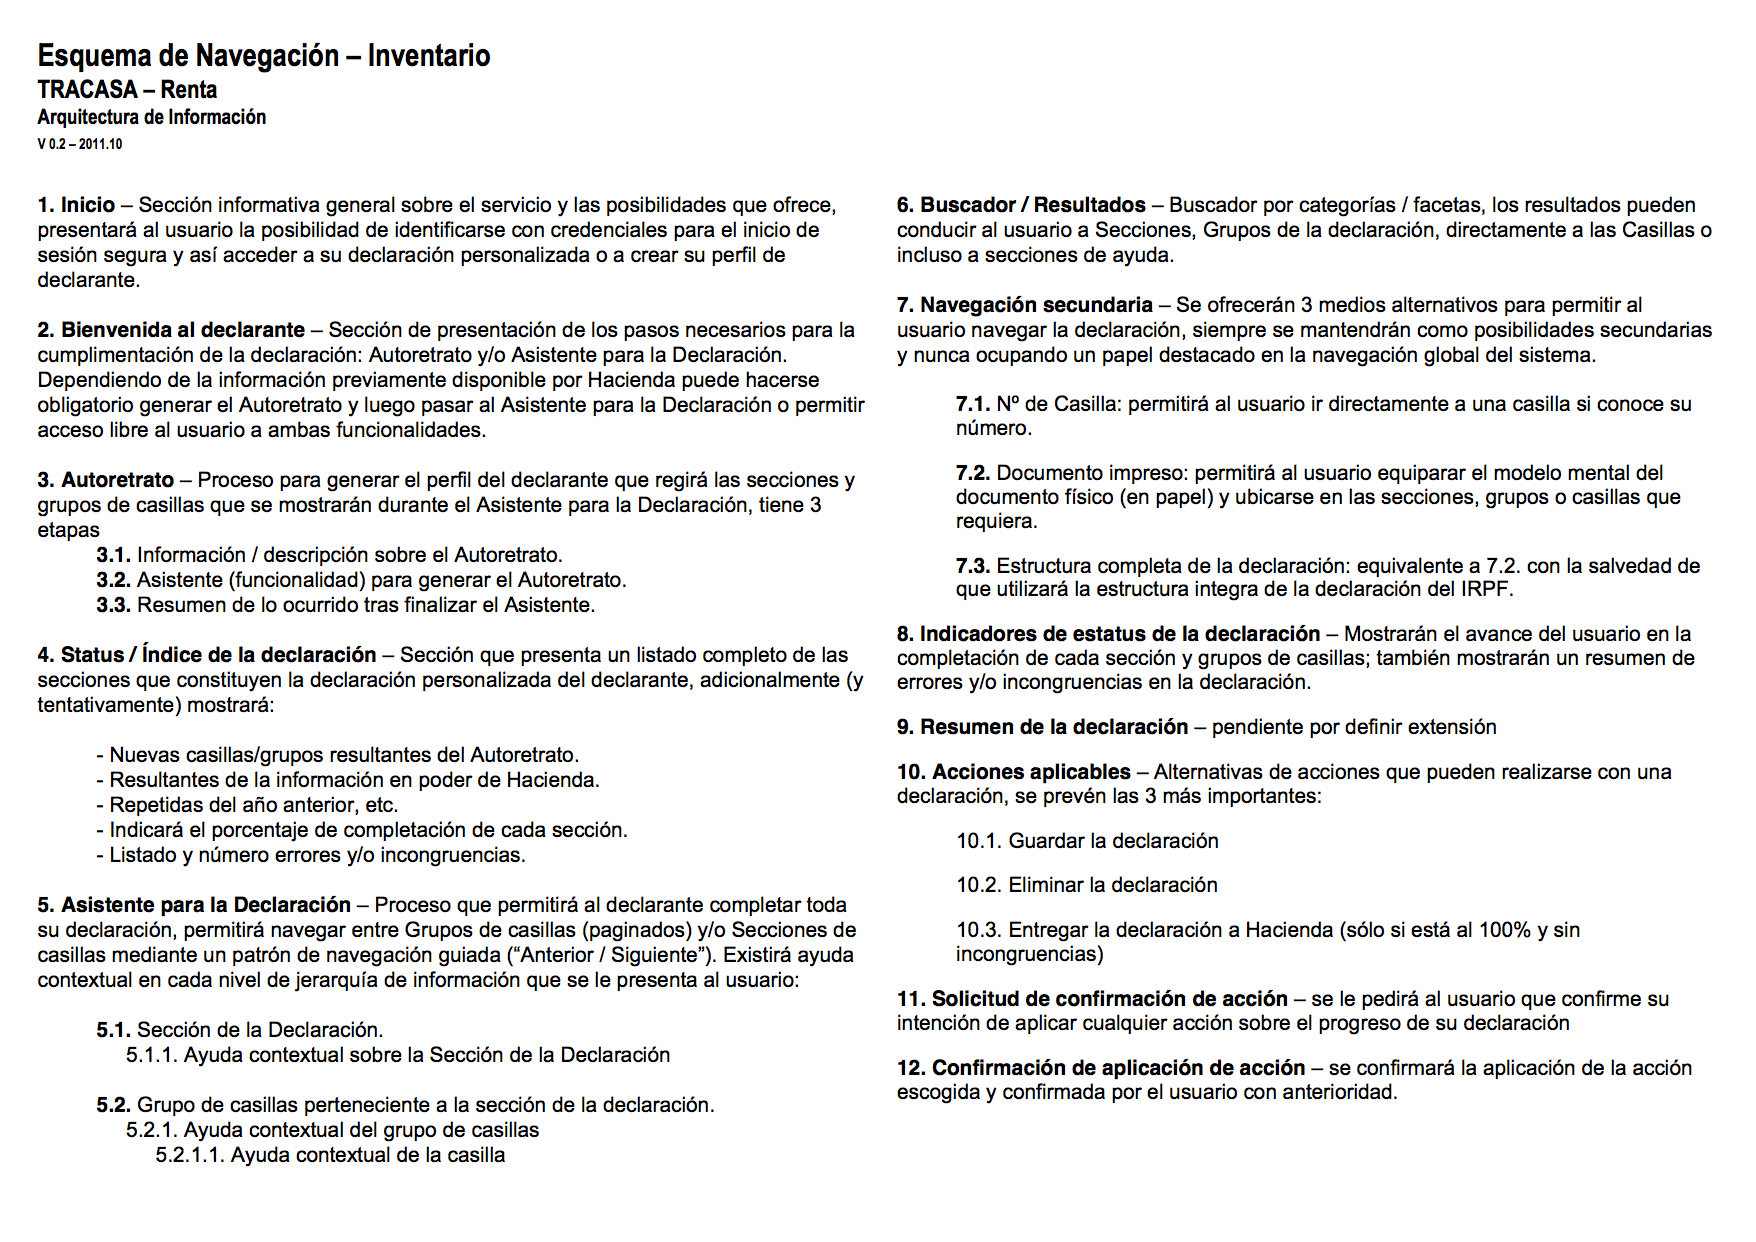 Esquema de Navegación – Inventario
TRACASA – Renta
Arquitectura de Información
V 0.2 – 2011.10
1. Inicio – Sección informativa general sobre el servicio y las posibilidades que ofrece,
presentará al usuario la posibilidad de identificarse con credenciales para el inicio de
sesión segura y así acceder a su declaración personalizada o a crear su perfil de
declarante.
2. Bienvenida al declarante – Sección de presentación de los pasos necesarios para la
cumplimentación de la declaración: Autoretrato y/o Asistente para la Declaración.
Dependiendo de la información previamente disponible por Hacienda puede hacerse
obligatorio generar el Autoretrato y luego pasar al Asistente para la Declaración o permitir
acceso libre al usuario a ambas funcionalidades.
3. Autoretrato – Proceso para generar el perfil del declarante que regirá las secciones y
grupos de casillas que se mostrarán durante el Asistente para la Declaración, tiene 3
etapas
3.1. Información / descripción sobre el Autoretrato.
3.2. Asistente (funcionalidad) para generar el Autoretrato.
3.3. Resumen de lo ocurrido tras finalizar el Asistente.
4. Status / Índice de la declaración – Sección que presenta un listado completo de las
secciones que constituyen la declaración personalizada del declarante, adicionalmente (y
tentativamente) mostrará:
- Nuevas casillas/grupos resultantes del Autoretrato.
- Resultantes de la información en poder de Hacienda.
- Repetidas del año anterior, etc.
- Indicará el porcentaje de completación de cada sección.
- Listado y número errores y/o incongruencias.
5. Asistente para la Declaración – Proceso que permitirá al declarante completar toda
su declaración, permitirá navegar entre Grupos de casillas (paginados) y/o Secciones de
casillas mediante un patrón de navegación guiada (“Anterior / Siguiente”). Existirá ayuda
contextual en cada nivel de jerarquía de información que se le presenta al usuario:
5.1. Sección de la Declaración.
5.1.1. Ayuda contextual sobre la Sección de la Declaración
5.2. Grupo de casillas perteneciente a la sección de la declaración.
5.2.1. Ayuda contextual del grupo de casillas
5.2.1.1. Ayuda contextual de la casilla
6. Buscador / Resultados – Buscador por categorías / facetas, los resultados pueden
conducir al usuario a Secciones, Grupos de la declaración, directamente a las Casillas o
incluso a secciones de ayuda.
7. Navegación secundaria – Se ofrecerán 3 medios alternativos para permitir al
usuario navegar la declaración, siempre se mantendrán como posibilidades secundarias
y nunca ocupando un papel destacado en la navegación global del sistema.
7.1. Nº de Casilla: permitirá al usuario ir directamente a una casilla si conoce su
número.
7.2. Documento impreso: permitirá al usuario equiparar el modelo mental del
documento físico (en papel) y ubicarse en las secciones, grupos o casillas que
requiera.
7.3. Estructura completa de la declaración: equivalente a 7.2. con la salvedad de
que utilizará la estructura integra de la declaración del IRPF.
8. Indicadores de estatus de la declaración – Mostrarán el avance del usuario en la
completación de cada sección y grupos de casillas; también mostrarán un resumen de
errores y/o incongruencias en la declaración.
9. Resumen de la declaración – pendiente por definir extensión
10. Acciones aplicables – Alternativas de acciones que pueden realizarse con una
declaración, se prevén las 3 más importantes:
10.1. Guardar la declaración
10.2. Eliminar la declaración
10.3. Entregar la declaración a Hacienda (sólo si está al 100% y sin
incongruencias)
11. Solicitud de confirmación de acción – se le pedirá al usuario que confirme su
intención de aplicar cualquier acción sobre el progreso de su declaración
12. Confirmación de aplicación de acción – se confirmará la aplicación de la acción
escogida y confirmada por el usuario con anterioridad.